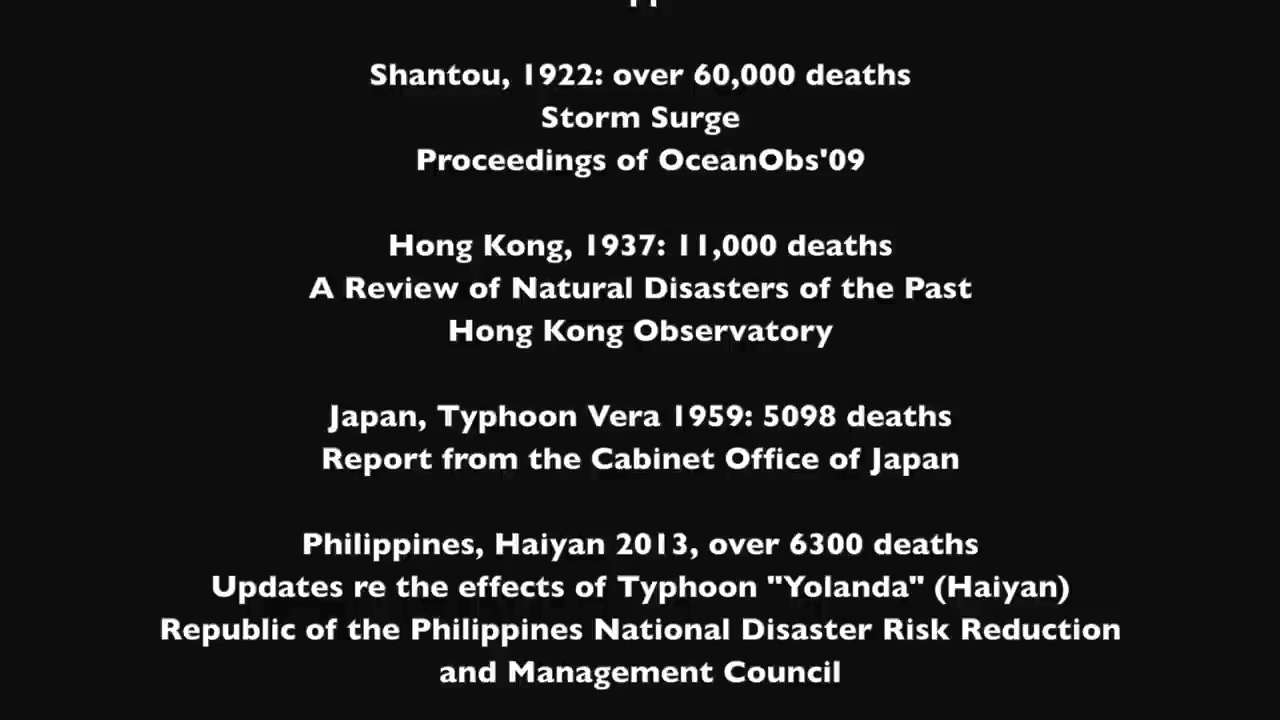 Shantou, 1922: over 60,000 deaths
Storm Surge
Proceedings of OceanObs'09
Hong Kong, 1937: 11,000 deaths
A Review of Natural Disasters of the Past
Hong Kong Observatory
Japan, Typhoon Vera 1959: 5098 deaths
Report from the Cabinet Office of Japan
Philippines, Haiyan 2013, over 6300 deaths
Updates re the effects of Typhoon "Yolanda" (Haiyan)
Republic of the Philippines National Disaster Risk Reduction
and Management Council